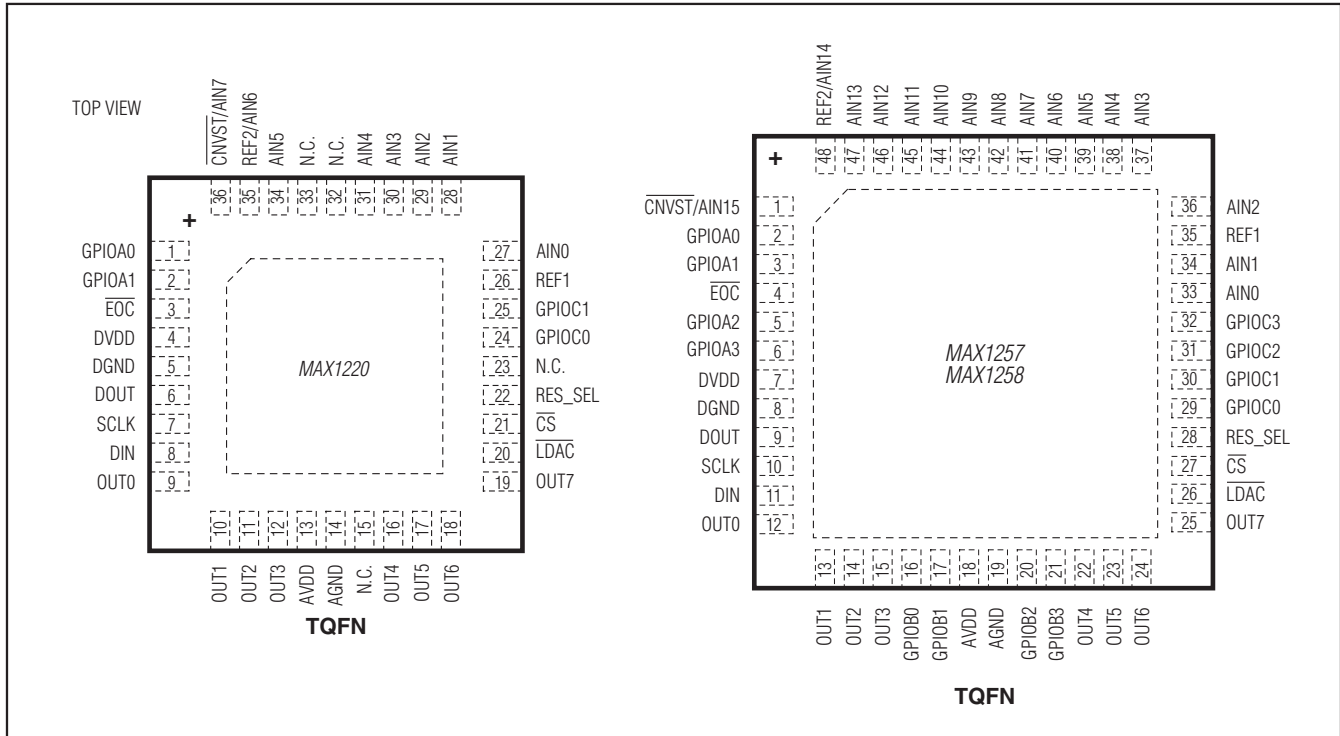 TOP VIEW
CNVST/AIN7
REF2/AIN6
AIN5
N.C.
N.C.
AIN4
AIN3
AIN2
AIN1
36 35 34 33 32 31 30 29 28
+
GPIOA0 1
GPIOA1 2
EOC 3
DVDD 4
DGND 5
DOUT 6
SCLK 7
DIN 8
OUT0 9
MAX1220
27 AIN0
26 REF1
25 GPIOC1
24 GPIOC0
23 N.C.
22 RES_SEL
21 CS
20 LDAC
19 OUT7
10 11 12 13 14 15 16 17 18
OUT1
OUT2
OUT3
AVDD
AGND
N.C.
OUT4
OUT5
OUT6
TQFN
REF2/AIN14
AIN13
AIN12
AIN11
AIN10
AIN9
AIN8
AIN7
AIN6
AIN5
AIN4
AIN3
48 47 46 45 44 43 42 41 40 39 38 37
+
CNVST/AIN15 1
GPIOA0 2
GPIOA1 3
EOC 4
GPIOA2 5
GPIOA3 6
DVDD 7
DGND 8
DOUT 9
SCLK 10
DIN 11
OUT0 12
MAX1257
MAX1258
36 AIN2
35 REF1
34 AIN1
33 AIN0
32 GPIOC3
31 GPIOC2
30 GPIOC1
29 GPIOC0
28 RES_SEL
27 CS
26 LDAC
25 OUT7
13 14 15 16 17 18 19 20 21 22 23 24
OUT1
OUT2
OUT3
GPIOB0
GPIOB1
AVDD
AGND
GPIOB2
GPIOB3
OUT4
OUT5
OUT6
TQFN